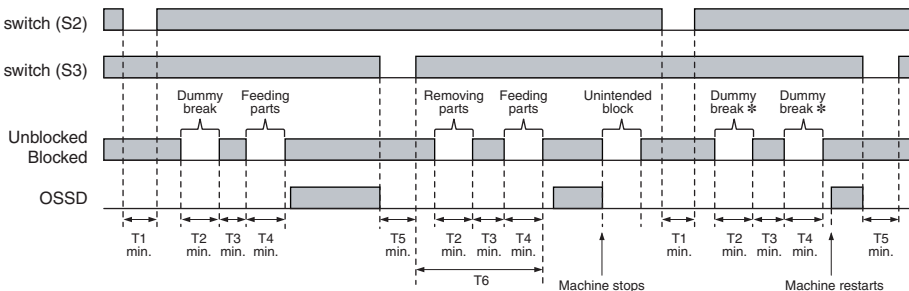 switch (S2)
switch (S3)
Dummy break
Feeding parts
Removing parts
Feeding parts
Unintended block
Dummy break ✻
Dummy break ✻
Unblocked
Blocked
OSSD
T1 min.
T2 min.
T3 min.
T4 min.
T5 min.
T2 min.
T3 min.
T4 min.
T1 min.
T2 min.
T3 min.
T4 min.
T5 min.
T6
Machine stops
Machine restarts